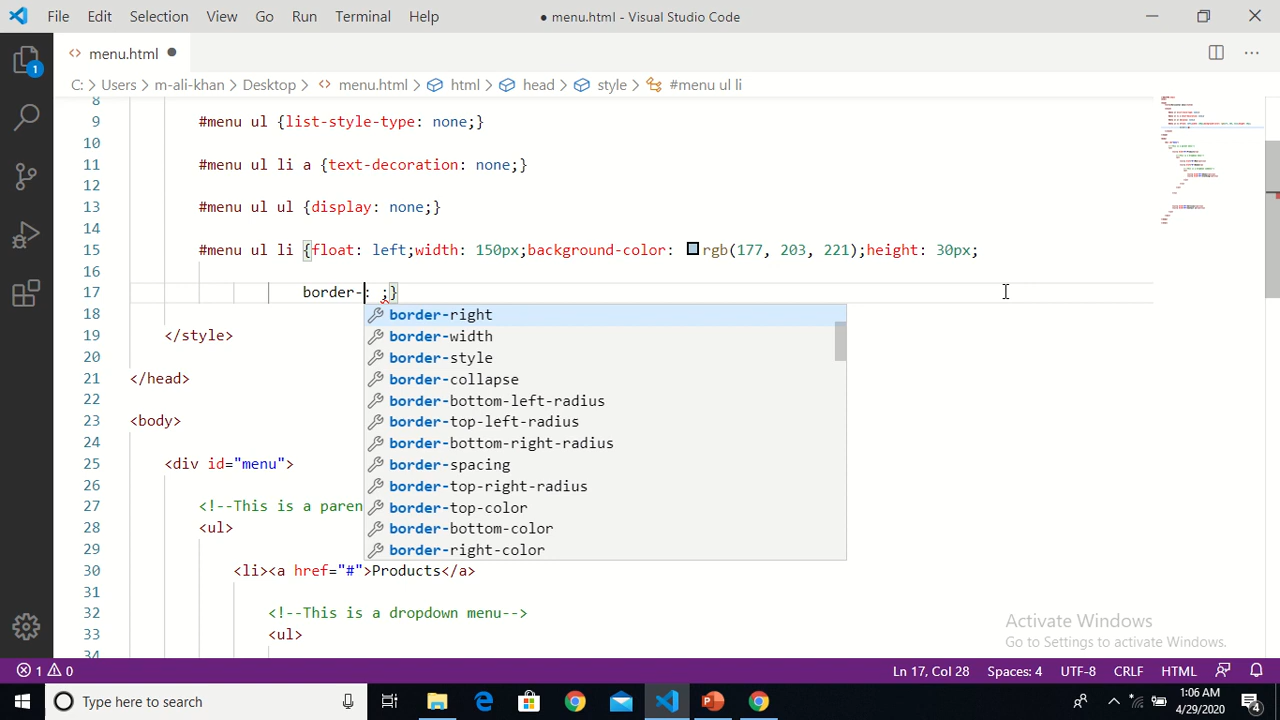 File Edit Selection View Go Run Terminal Help ● menu.html - Visual Studio Code
<> menu.html ●
C: > Users > m-ali-khan > Desktop > <> menu.html > html > head > style > #menu ul li
8
9 #menu ul {list-style-type: none
10
11 #menu ul li a {text-decoration: none;}
12
13 #menu ul ul {display: none;}
14
15 #menu ul li {float: left;width: 150px;background-color: rgb(177, 203, 221);height: 30px;
16
17 border-: ;}
18
border-right
19 </style>
border-width
20
border-style
21 </head>
border-collapse
22
border-bottom-left-radius
23 <body>
border-top-left-radius
24
border-bottom-right-radius
25 <div id="menu">
border-spacing
26
border-top-right-radius
27 <!--This is a paren
border-top-color
28 <ul>
border-bottom-color
29
border-right-color
30 <li><a href="#">Products</a>
31
32 <!--This is a dropdown menu-->
33 <ul>
34
1
Activate Windows
Go to Settings to activate Windows.
1 0
Ln 17, Col 28 Spaces: 4 UTF-8 CRLF HTML
Type here to search
1:06 AM
4/29/2020
4